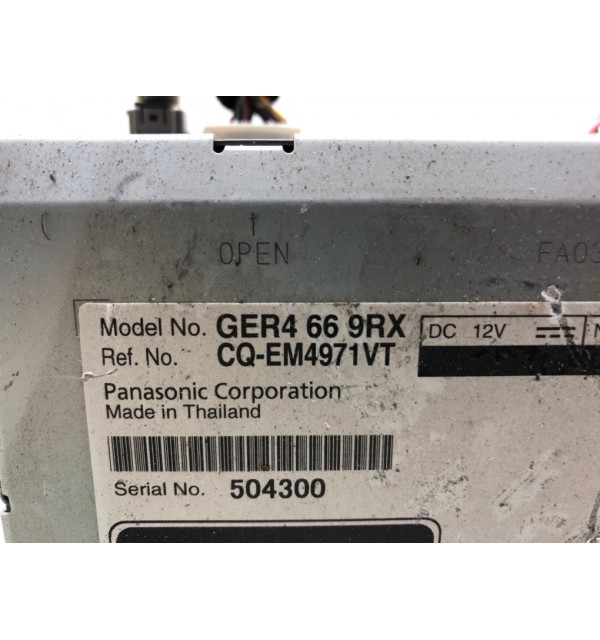 OPEN
FA03
Model No. GER4 66 9RX
DC 12V
Ref. No. CQ-EM4971VT
Panasonic Corporation
Made in Thailand
Serial No. 504300